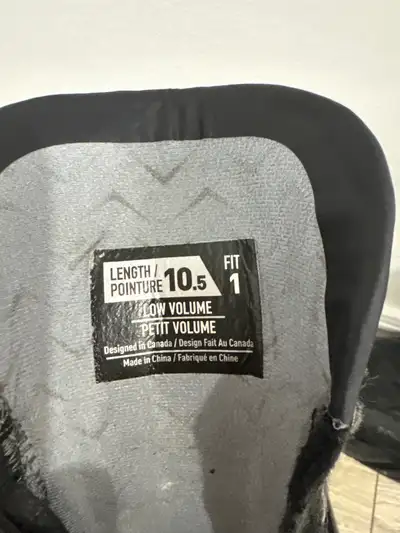 LENGTH / POINTURE 10.5 FIT 1
LOW VOLUME
PETIT VOLUME
Designed in Canada / Design Fait Au Canada
Made in China / Fabriqué en Chine